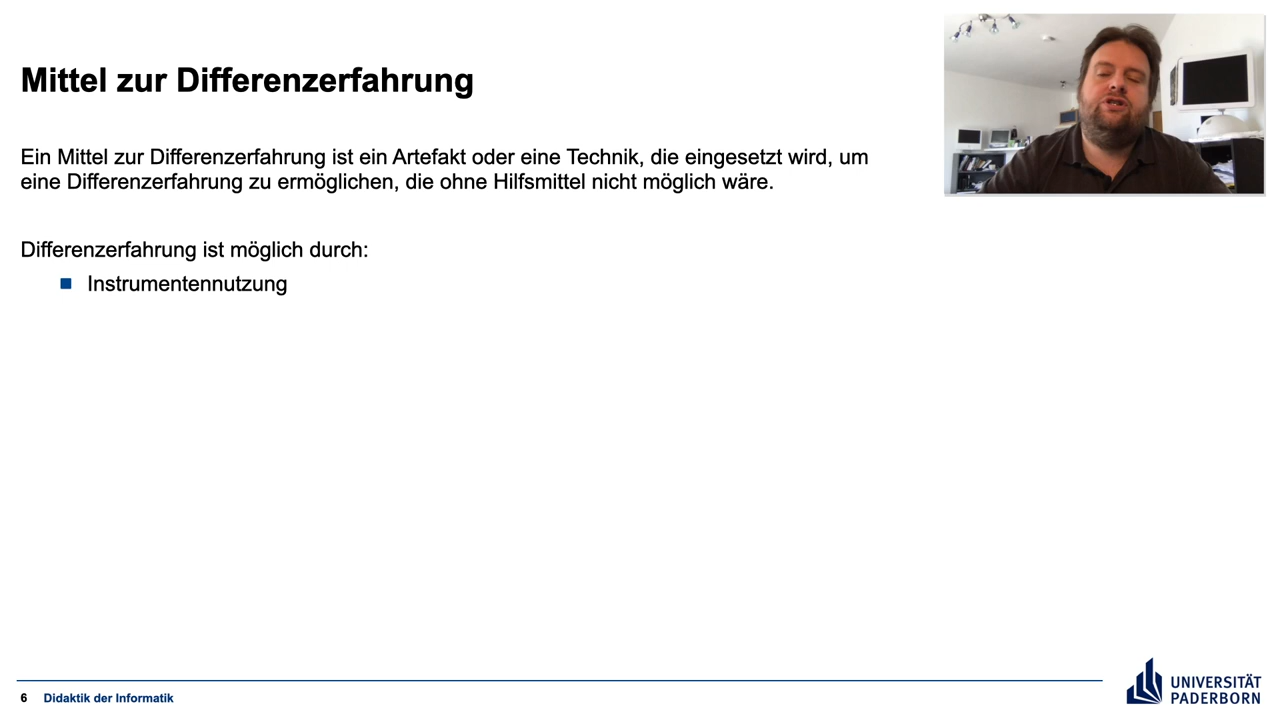 Mittel zur Differenzerfahrung
Ein Mittel zur Differenzerfahrung ist ein Artefakt oder eine Technik, die eingesetzt wird, um
eine Differenzerfahrung zu ermöglichen, die ohne Hilfsmittel nicht möglich wäre.
Differenzerfahrung ist möglich durch:
Instrumentennutzung
6 Didaktik der Informatik
UNIVERSITÄT
PADERBORN